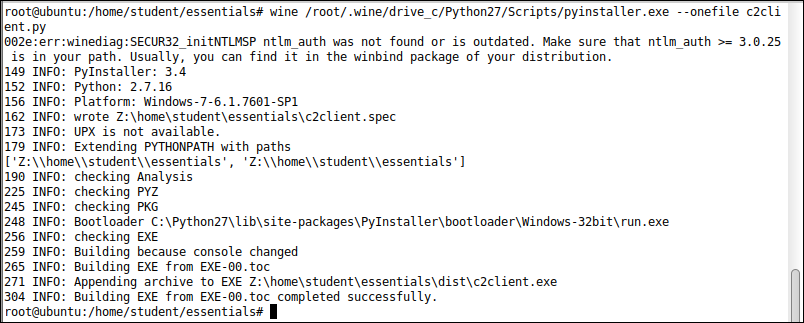 root@ubuntu:/home/student/essentials# wine /root/.wine/drive_c/Python27/Scripts/pyinstaller.exe --onefile c2cli
ent.py
002e:err:winediag:SECUR32_initNTLMSP ntlm_auth was not found or is outdated. Make sure that ntlm_auth >= 3.0.25
 is in your path. Usually, you can find it in the winbind package of your distribution.
149 INFO: PyInstaller: 3.4
152 INFO: Python: 2.7.16
156 INFO: Platform: Windows-7-6.1.7601-SP1
162 INFO: wrote Z:\home\student\essentials\c2client.spec
173 INFO: UPX is not available.
179 INFO: Extending PYTHONPATH with paths
['Z:\\home\\student\\essentials', 'Z:\\home\\student\\essentials']
190 INFO: checking Analysis
225 INFO: checking PYZ
245 INFO: checking PKG
248 INFO: Bootloader C:\Python27\lib\site-packages\PyInstaller\bootloader\Windows-32bit\run.exe
256 INFO: checking EXE
259 INFO: Building because console changed
265 INFO: Building EXE from EXE-00.toc
271 INFO: Appending archive to EXE Z:\home\student\essentials\dist\c2client.exe
304 INFO: Building EXE from EXE-00.toc completed successfully.
root@ubuntu:/home/student/essentials#